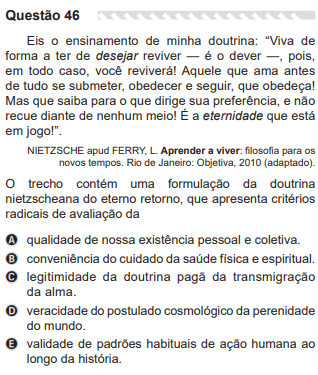 Questão 46
Eis o ensinamento de minha doutrina: “Viva de
forma a ter de desejar reviver — é o dever —, pois,
em todo caso, você reviverá! Aquele que ama antes
de tudo se submeter, obedecer e seguir, que obedeça!
Mas que saiba para o que dirige sua preferência, e não
recue diante de nenhum meio! É a eternidade que está
em jogo!”.
NIETZSCHE apud FERRY, L. Aprender a viver: filosofia para os
novos tempos. Rio de Janeiro: Objetiva, 2010 (adaptado).
O trecho contém uma formulação da doutrina
nietzscheana do eterno retorno, que apresenta critérios
radicais de avaliação da
A qualidade de nossa existência pessoal e coletiva.
B conveniência do cuidado da saúde física e espiritual.
C legitimidade da doutrina pagã da transmigração
da alma.
D veracidade do postulado cosmológico da perenidade
do mundo.
E validade de padrões habituais de ação humana ao
longo da história.